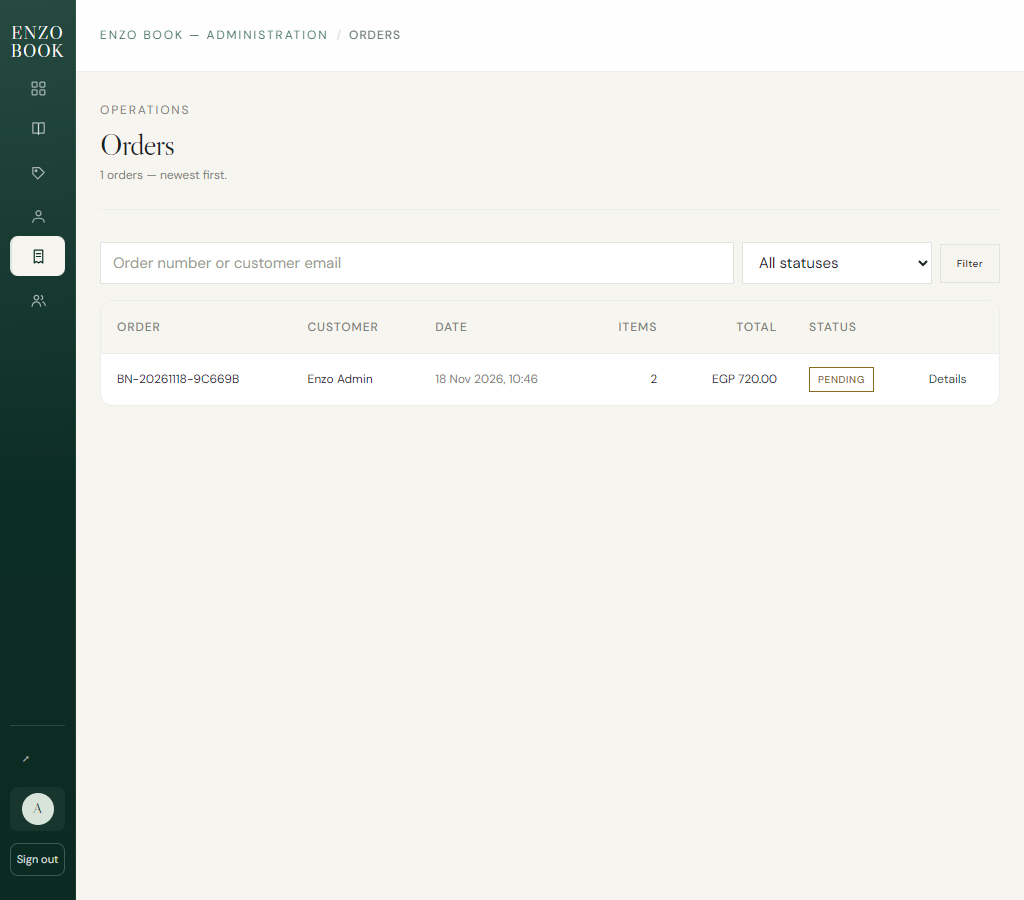 ENZO
BOOK
ENZO BOOK — ADMINISTRATION / ORDERS
OPERATIONS
Orders
1 orders — newest first.
Order number or customer email
All statuses
Filter
ORDER CUSTOMER DATE ITEMS TOTAL STATUS
BN-20261118-9C669B Enzo Admin 18 Nov 2026, 10:46 2 EGP 720.00 PENDING Details
↗
A
Sign out